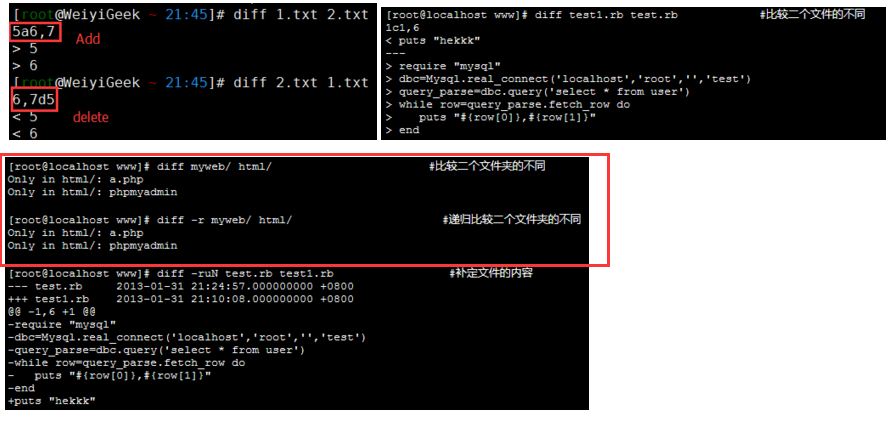 [root@WeiyiGeek ~ 21:45]# diff 1.txt 2.txt
5a6,7
Add
> 5
> 6
[root@WeiyiGeek ~ 21:45]# diff 2.txt 1.txt
6,7d5
< 5
delete
< 6
[root@localhost www]# diff test1.rb test.rb #比较二个文件的不同
1c1,6
< puts "hekkk"
---
> require "mysql"
> dbc=Mysql.real_connect('localhost','root','','test')
> query_parse=dbc.query('select * from user')
> while row=query_parse.fetch_row do
>   puts "#{row[0]},#{row[1]}"
> end
[root@localhost www]# diff myweb/ html/ #比较二个文件夹的不同
Only in html/: a.php
Only in html/: phpmyadmin
[root@localhost www]# diff -r myweb/ html/ #递归比较二个文件夹的不同
Only in html/: a.php
Only in html/: phpmyadmin
[root@localhost www]# diff -ruN test.rb test1.rb #补定文件的内容
--- test.rb 2013-01-31 21:24:57.000000000 +0800
+++ test1.rb 2013-01-31 21:10:08.000000000 +0800
@@ -1,6 +1 @@
-require "mysql"
-dbc=Mysql.real_connect('localhost','root','','test')
-query_parse=dbc.query('select * from user')
-while row=query_parse.fetch_row do
-   puts "#{row[0]},#{row[1]}"
-end
+puts "hekkk"